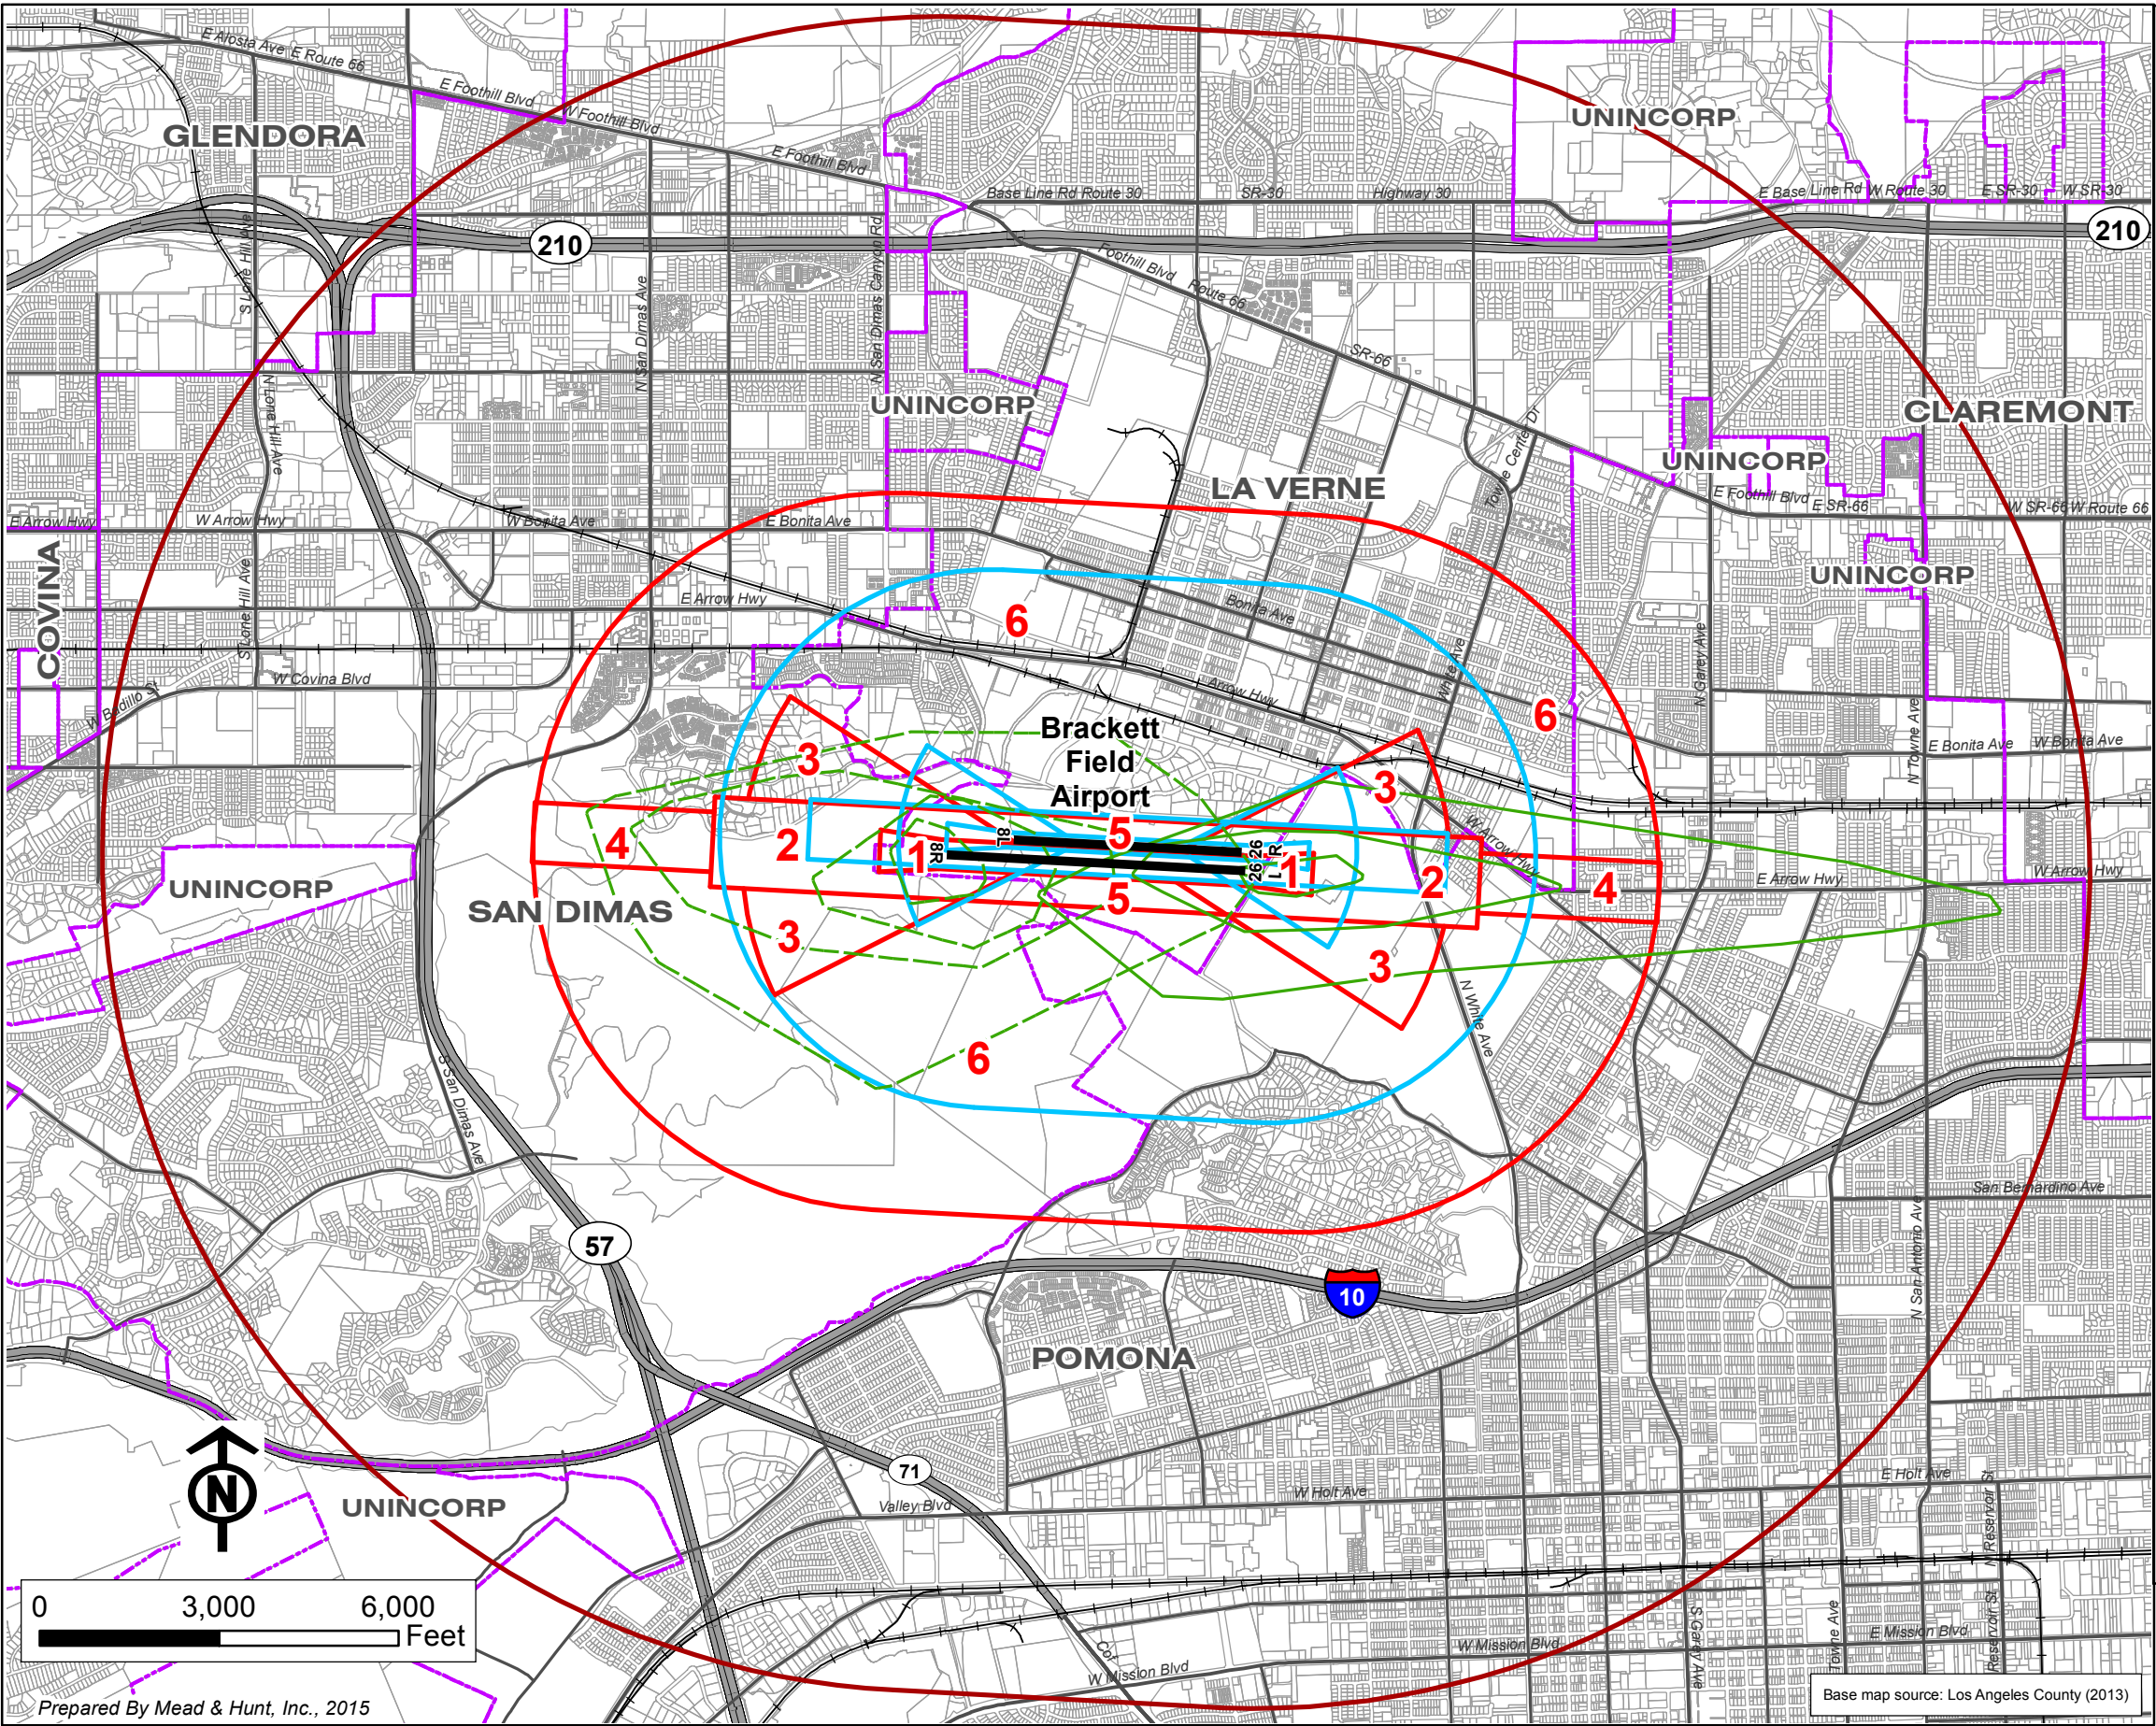 E Alosta Ave
E Route 66
E Foothill Blvd
W Foothill Blvd
E Foothill Blvd
GLENDORA
UNINCORP
Base Line Rd Route 30
SR-30
Highway 30
E Base Line Rd
W Route 30
E SR-30
W SR-30
210
210
S Lone Hill Ave
N San Dimas Ave
N San Dimas Canyon Rd
Foothill Blvd
Route 66
SR-66
N Lone Hill Ave
UNINCORP
CLAREMONT
Towne Center Dr
UNINCORP
LA VERNE
E Foothill Blvd
E SR-66
W SR-66
W Route 66
E Arrow Hwy
W Arrow Hwy
W Bonita Ave
E Bonita Ave
COVINA
S Lone Hill Ave
E Arrow Hwy
UNINCORP
6
Bonita Ave
White Ave
N Garey Ave
W Covina Blvd
W Badillo St
Arrow Hwy
6
N Towne Ave
E Bonita Ave
W Bonita Ave
Brackett
Field
Airport
3
3
4
2
1
8R
8L
5
26 R
26 L
1
2
W Arrow Hwy
4
E Arrow Hwy
W Arrow Hwy
UNINCORP
SAN DIMAS
5
3
3
N White Ave
6
S San Dimas Ave
San Bernardino Ave
N San Antonio Ave
57
10
POMONA
71
E Holt Ave
W Holt Ave
Valley Blvd
N
UNINCORP
N Reservoir St
0
3,000
6,000
Feet
S Garey Ave
Towne Ave
Reservoir St
E Mission Blvd
W Mission Blvd
W Mission Blvd
Prepared By Mead & Hunt, Inc., 2015
Base map source: Los Angeles County (2013)